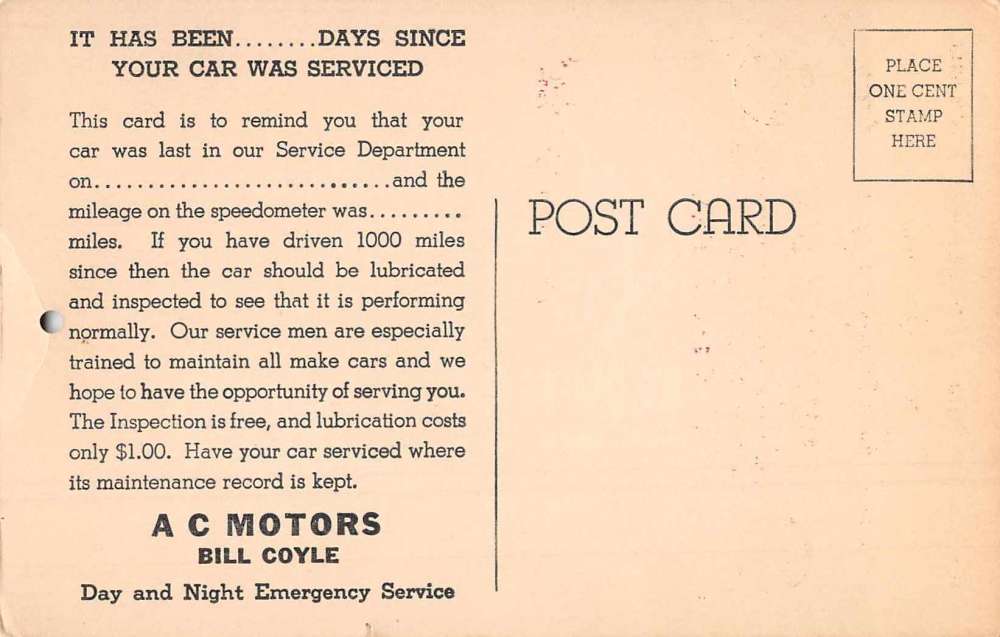 IT HAS BEEN........DAYS SINCE
YOUR CAR WAS SERVICED
This card is to remind you that your
car was last in our Service Department
on............................and the
mileage on the speedometer was.........
miles. If you have driven 1000 miles
since then the car should be lubricated
and inspected to see that it is performing
normally. Our service men are especially
trained to maintain all make cars and we
hope to have the opportunity of serving you.
The Inspection is free, and lubrication costs
only $1.00. Have your car serviced where
its maintenance record is kept.
A C MOTORS
BILL COYLE
Day and Night Emergency Service
POST CARD
PLACE
ONE CENT
STAMP
HERE